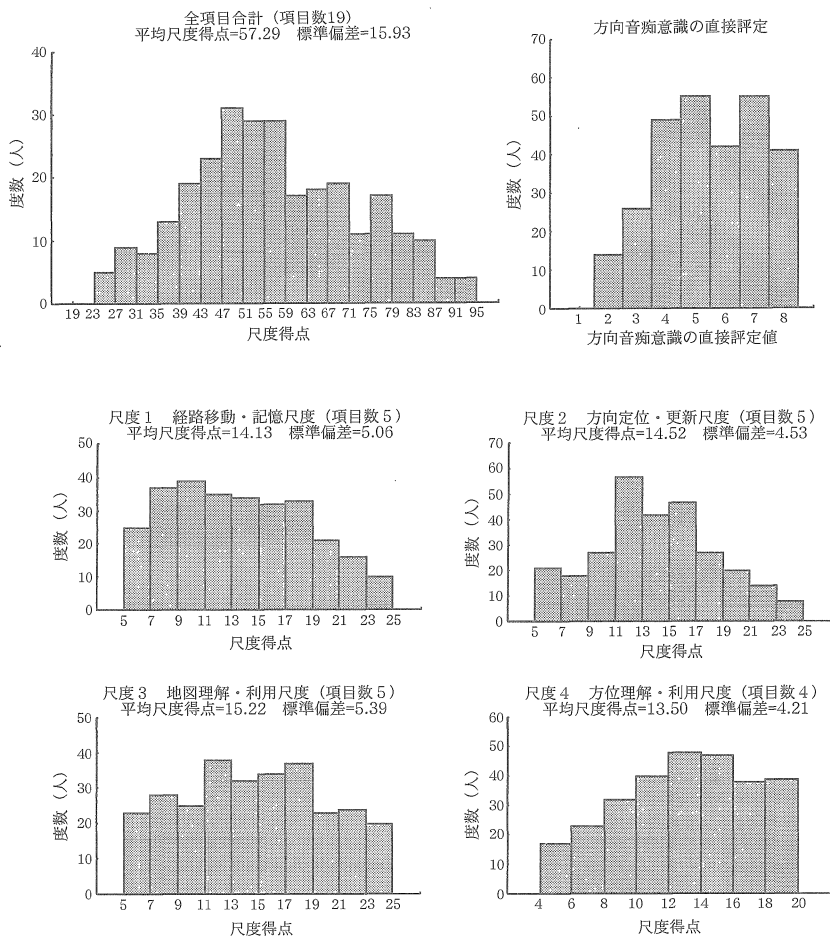 全項目合計（項目数19）
平均尺度得点=57.29　標準偏差=15.93
度数（人）
40
30
20
10
0
19 23 27 31 35 39 43 47 51 55 59 63 67 71 75 79 83 87 91 95
尺度得点
方向音痴意識の直接評定
度数（人）
70
60
50
40
30
20
10
0
1 2 3 4 5 6 7 8
方向音痴意識の直接評定値
尺度1　経路移動・記憶尺度（項目数5）
平均尺度得点=14.13　標準偏差=5.06
度数（人）
50
40
30
20
10
0
5 7 9 11 13 15 17 19 21 23 25
尺度得点
尺度2　方向定位・更新尺度（項目数5）
平均尺度得点=14.52　標準偏差=4.53
度数（人）
70
60
50
40
30
20
10
0
5 7 9 11 13 15 17 19 21 23 25
尺度得点
尺度3　地図理解・利用尺度（項目数5）
平均尺度得点=15.22　標準偏差=5.39
度数（人）
50
40
30
20
10
0
5 7 9 11 13 15 17 19 21 23 25
尺度得点
尺度4　方位理解・利用尺度（項目数4）
平均尺度得点=13.50　標準偏差=4.21
度数（人）
60
50
40
30
20
10
0
4 6 8 10 12 14 16 18 20
尺度得点